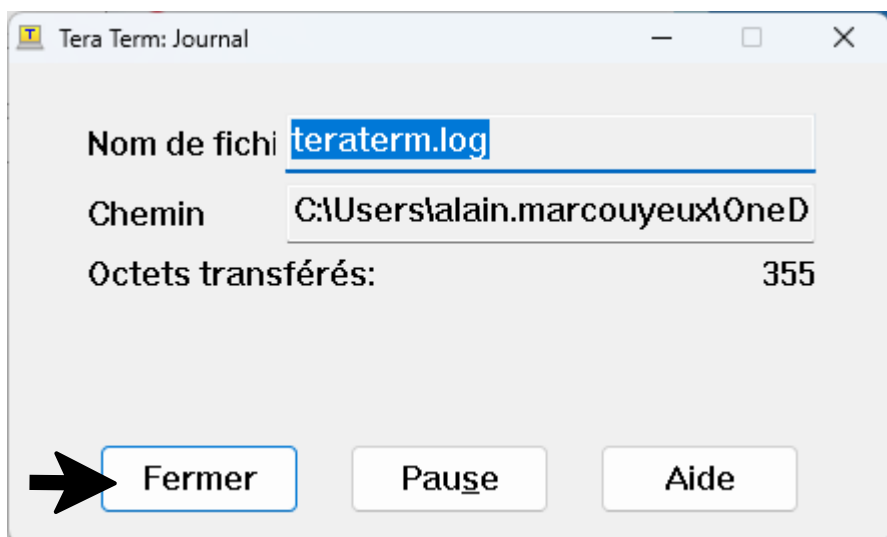 Tera Term: Journal
Nom de fichi teraterm.log
Chemin C:\Users\alain.marcouyeux\OneD
Octets transférés: 355
Fermer Pause Aide